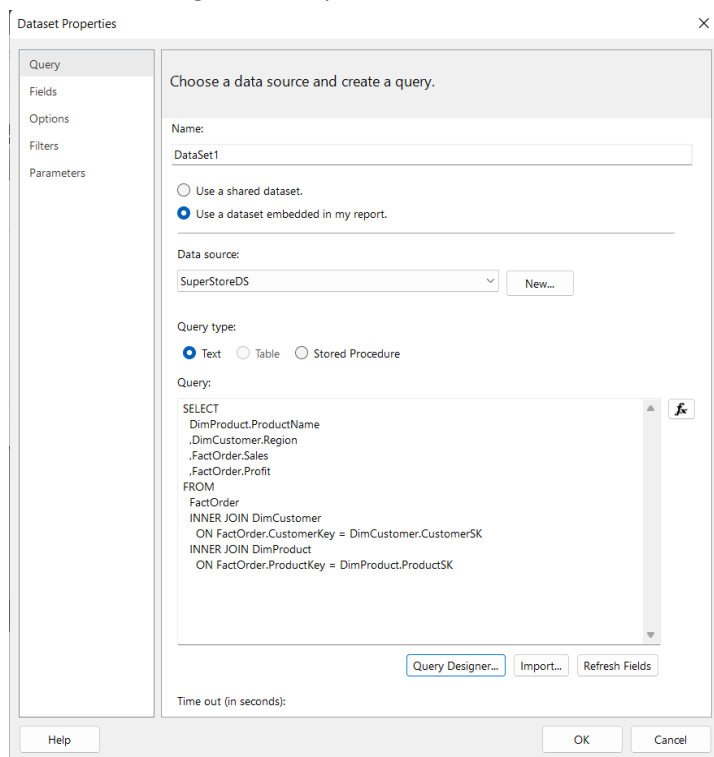 Dataset Properties
Query
Fields
Options
Filters
Parameters
Choose a data source and create a query.
Name:
DataSet1
Use a shared dataset.
Use a dataset embedded in my report.
Data source:
SuperStoreDS
New...
Query type:
Text Table Stored Procedure
Query:
SELECT
DimProduct.ProductName
,DimCustomer.Region
,FactOrder.Sales
,FactOrder.Profit
FROM
FactOrder
INNER JOIN DimCustomer
ON FactOrder.CustomerKey = DimCustomer.CustomerSK
INNER JOIN DimProduct
ON FactOrder.ProductKey = DimProduct.ProductSK
fx
Query Designer... Import... Refresh Fields
Time out (in seconds):
Help OK Cancel